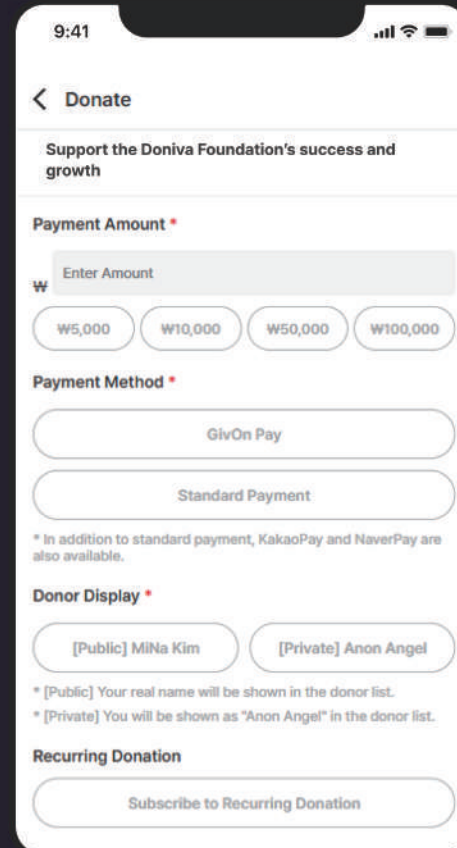 9:41
Donate
Support the Doniva Foundation's success and
growth
Payment Amount *
₩ Enter Amount
₩5,000 ₩10,000 ₩50,000 ₩100,000
Payment Method *
GivOn Pay
Standard Payment
* In addition to standard payment, KakaoPay and NaverPay are
also available.
Donor Display *
[Public] MiNa Kim [Private] Anon Angel
* [Public] Your real name will be shown in the donor list.
* [Private] You will be shown as "Anon Angel" in the donor list.
Recurring Donation
Subscribe to Recurring Donation